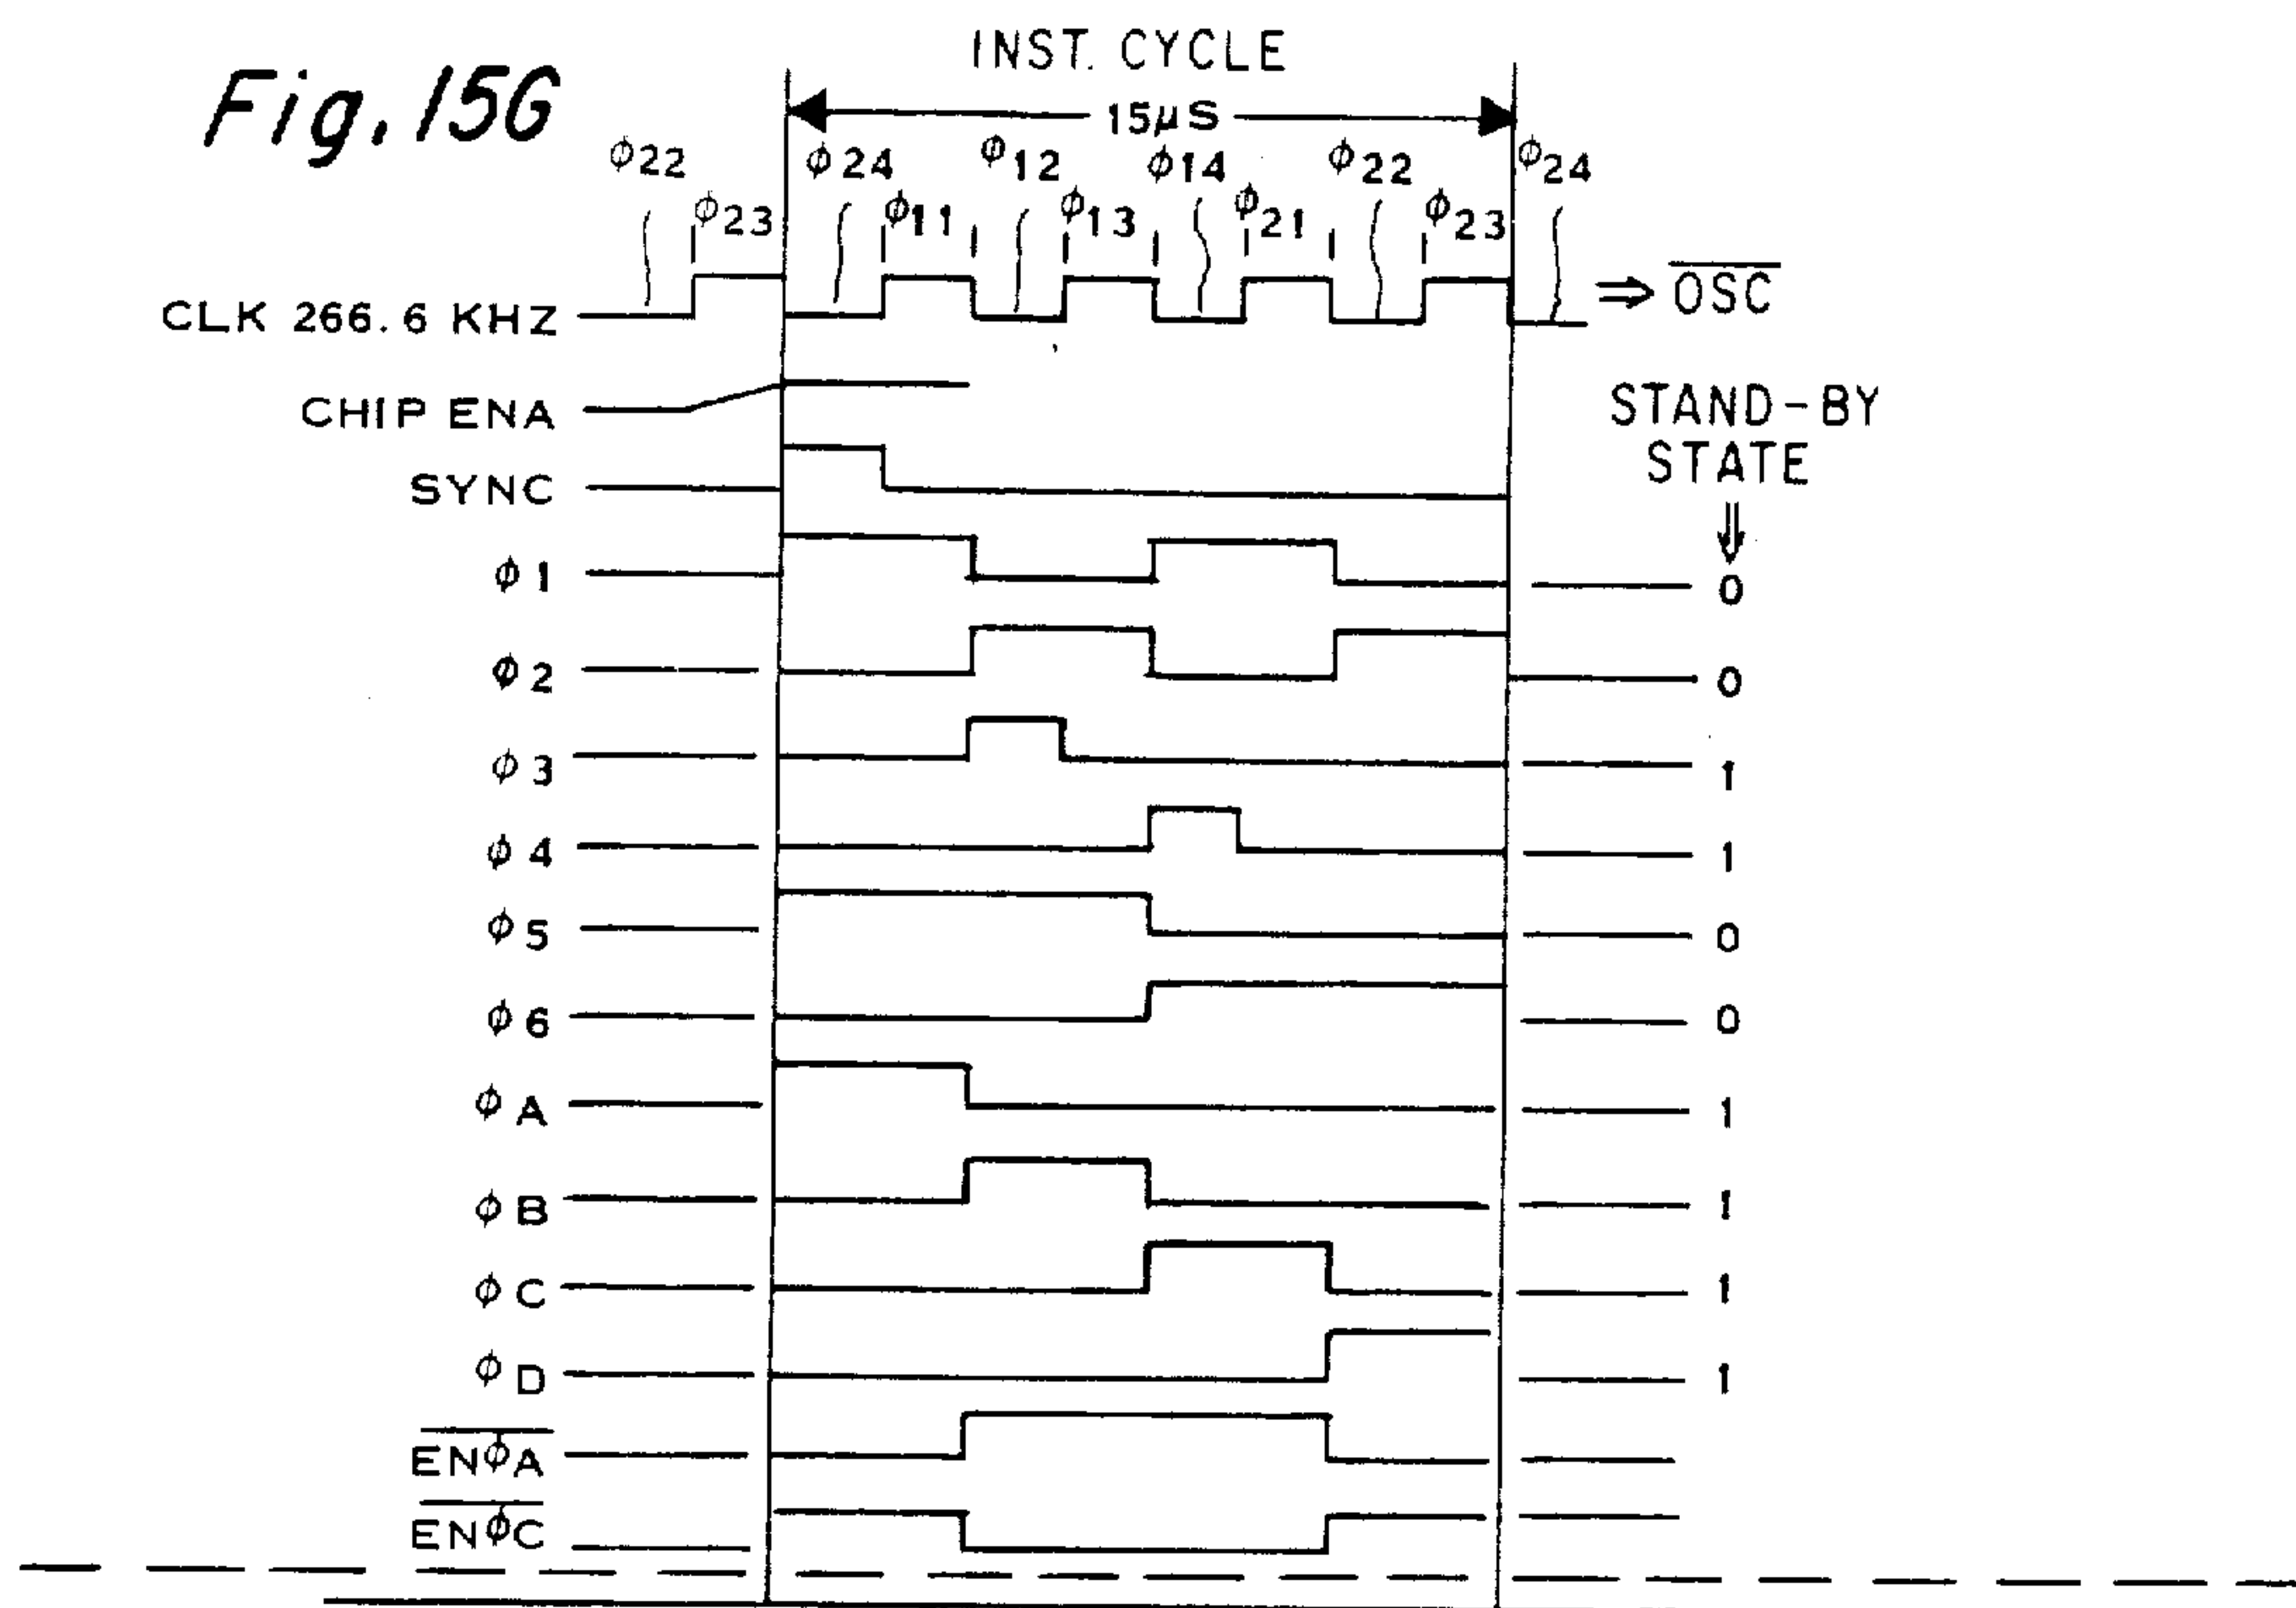 Fig. 15G
INST. CYCLE
15µS
ϕ22 ϕ24 ϕ12 ϕ14 ϕ22 ϕ24
ϕ23 ϕ11 ϕ13 ϕ21 ϕ23
CLK 266.6 KHZ ⇒ OSC
CHIP ENA
STAND-BY
STATE
SYNC
ϕ1 0
ϕ2 0
ϕ3 1
ϕ4 1
ϕ5 0
ϕ6 0
ϕA 1
ϕB 1
ϕC 1
ϕD 1
ENϕA
ENϕC